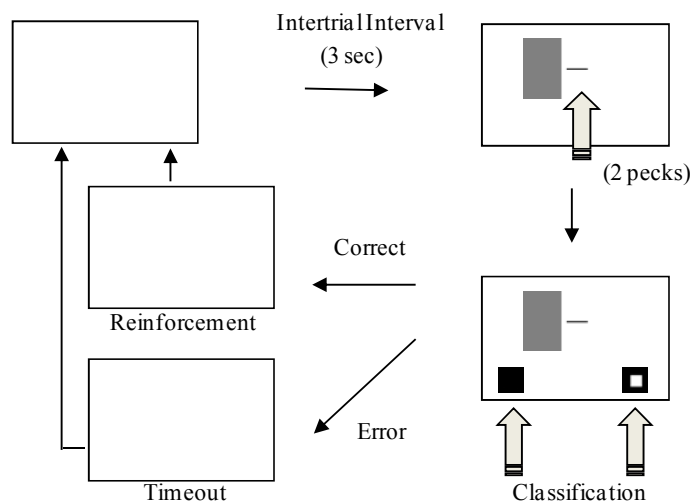 Intertrial Interval
(3 sec)
(2 pecks)
Correct
Reinforcement
Error
Timeout
Classification